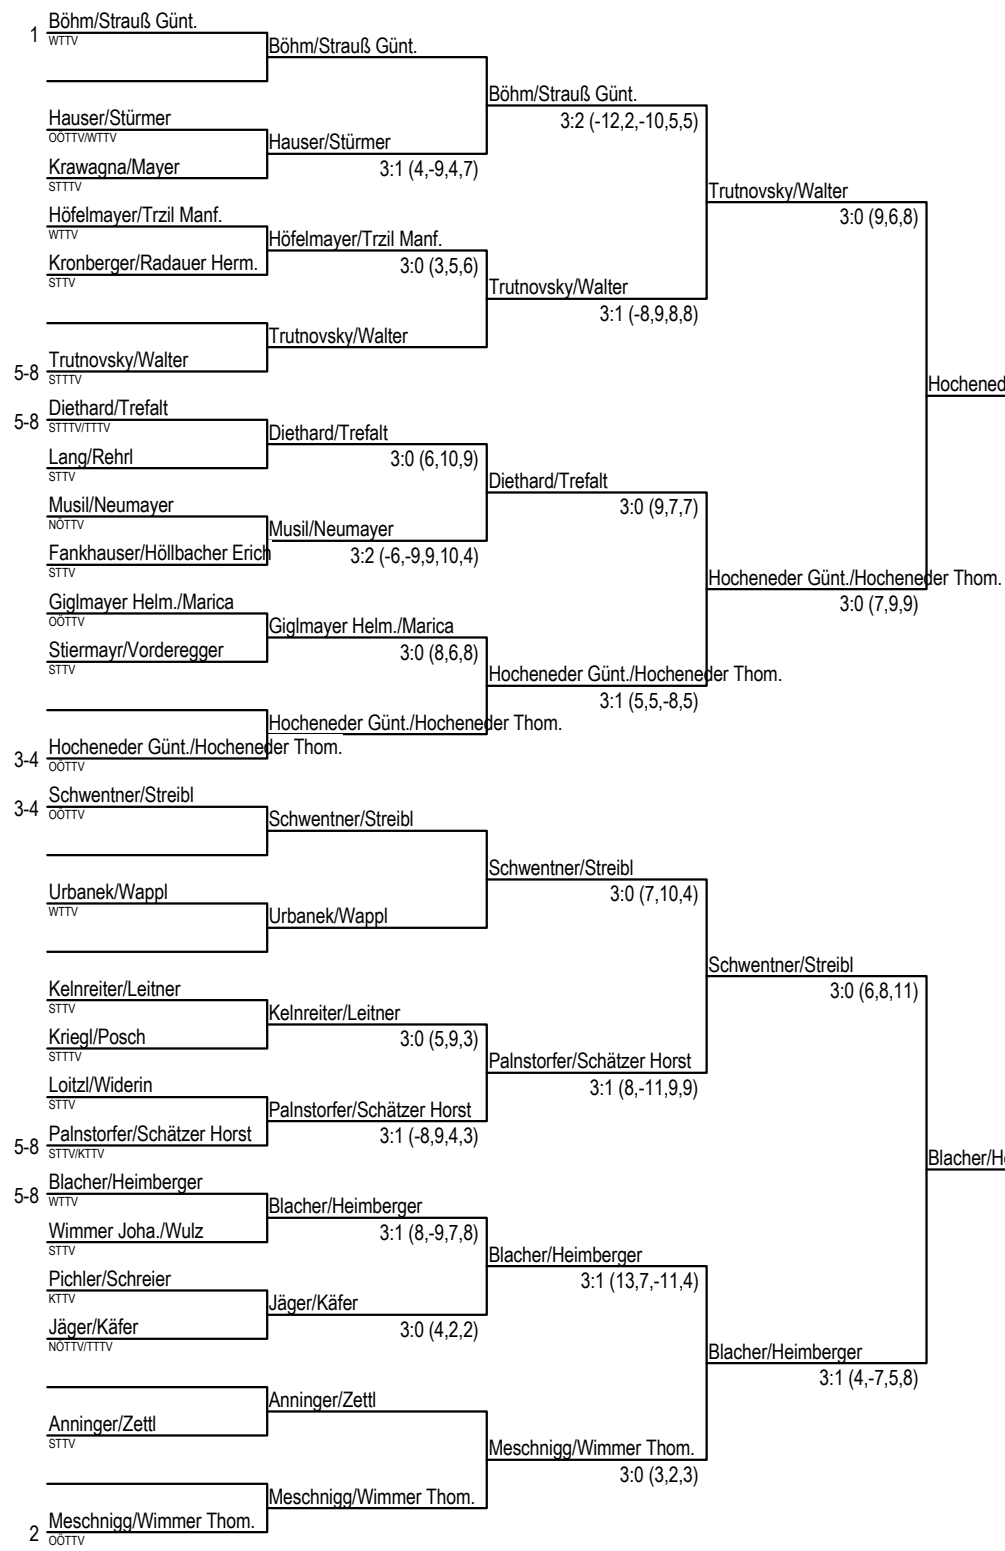 Böhm/Strauß Günt.
1
WTTV
Böhm/Strauß Günt.
Böhm/Strauß Günt.
3:2 (-12,2,-10,5,5)
Hauser/Stürmer
OÖTTV/WTTV
Hauser/Stürmer
3:1 (4,-9,4,7)
Krawagna/Mayer
STTTV
Trutnovsky/Walter
3:0 (9,6,8)
Höfelmayer/Trzil Manf.
WTTV
Höfelmayer/Trzil Manf.
3:0 (3,5,6)
Kronberger/Radauer Herm.
STTV
Trutnovsky/Walter
3:1 (-8,9,8,8)
Trutnovsky/Walter
Trutnovsky/Walter
5-8
STTTV
Hochened
Diethard/Trefalt
5-8
STTTV/TTTV
Diethard/Trefalt
3:0 (6,10,9)
Lang/Rehrl
STTV
Diethard/Trefalt
3:0 (9,7,7)
Musil/Neumayer
NÖTTV
Musil/Neumayer
3:2 (-6,-9,9,10,4)
Fankhauser/Höllbacher Erich
STTV
Hocheneder Günt./Hocheneder Thom.
3:0 (7,9,9)
Giglmayer Helm./Marica
OÖTTV
Giglmayer Helm./Marica
3:0 (8,6,8)
Stiermayr/Vorderegger
STTV
Hocheneder Günt./Hocheneder Thom.
3:1 (5,5,-8,5)
Hocheneder Günt./Hocheneder Thom.
Hocheneder Günt./Hocheneder Thom.
3-4
OÖTTV
Schwentner/Streibl
3-4
OÖTTV
Schwentner/Streibl
Schwentner/Streibl
3:0 (7,10,4)
Urbanek/Wappl
WTTV
Urbanek/Wappl
Schwentner/Streibl
3:0 (6,8,11)
Kelnreiter/Leitner
STTV
Kelnreiter/Leitner
3:0 (5,9,3)
Kriegl/Posch
STTTV
Palnstorfer/Schätzer Horst
3:1 (8,-11,9,9)
Loitzl/Widerin
STTV
Palnstorfer/Schätzer Horst
3:1 (-8,9,4,3)
Palnstorfer/Schätzer Horst
5-8
STTV/KTTV
Blacher/He
Blacher/Heimberger
5-8
WTTV
Blacher/Heimberger
3:1 (8,-9,7,8)
Wimmer Joha./Wulz
STTV
Blacher/Heimberger
3:1 (13,7,-11,4)
Pichler/Schreier
KTTV
Jäger/Käfer
3:0 (4,2,2)
Jäger/Käfer
NÖTTV/TTTV
Blacher/Heimberger
3:1 (4,-7,5,8)
Anninger/Zettl
Anninger/Zettl
STTV
Meschnigg/Wimmer Thom.
3:0 (3,2,3)
Meschnigg/Wimmer Thom.
Meschnigg/Wimmer Thom.
2
OÖTTV